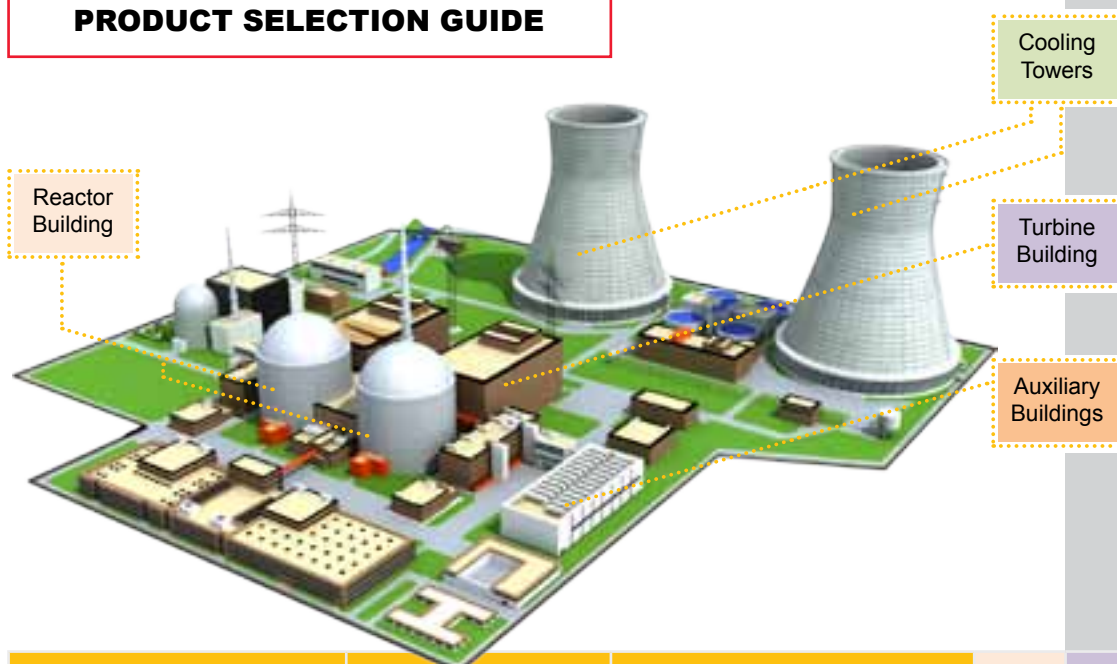 PRODUCT SELECTION GUIDE
Cooling
Towers
Reactor
Building
Turbine
Building
Auxiliary
Buildings